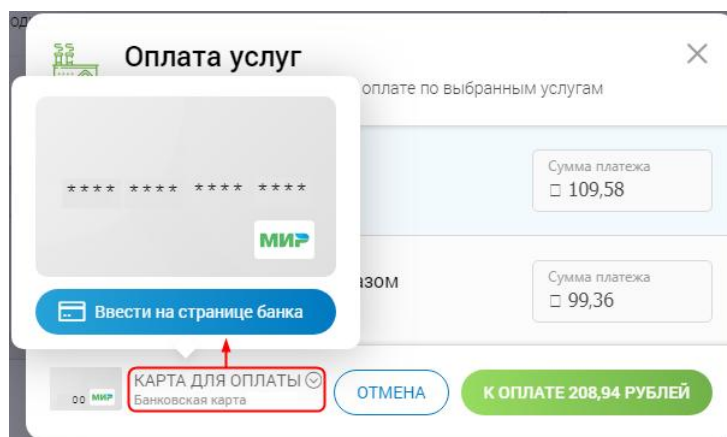 Оплата услуг
оплате по выбранным услугам
**** **** **** ****
МИР
Ввести на странице банка
Сумма платежа
109,58
Сумма платежа
99,36
КАРТА ДЛЯ ОПЛАТЫ
Банковская карта
00 МИР
ОТМЕНА
К ОПЛАТЕ 208,94 РУБЛЕЙ